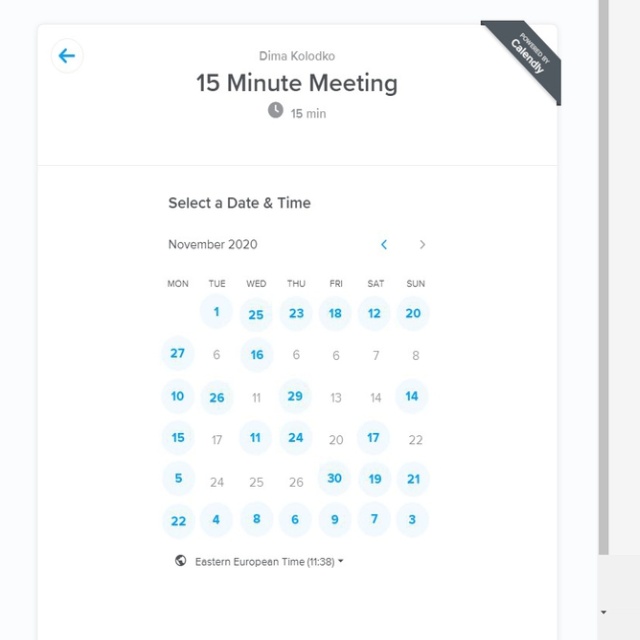 Dima Kolodko
15 Minute Meeting
15 min
POWERED BY
Calendly
Select a Date & Time
November 2020
MON TUE WED THU FRI SAT SUN
1 25 23 18 12 20
27 6 16 6 6 7 8
10 26 11 29 13 14 14
15 17 11 24 20 17 22
5 24 25 26 30 19 21
22 4 8 6 9 7 3
Eastern European Time (11:38)